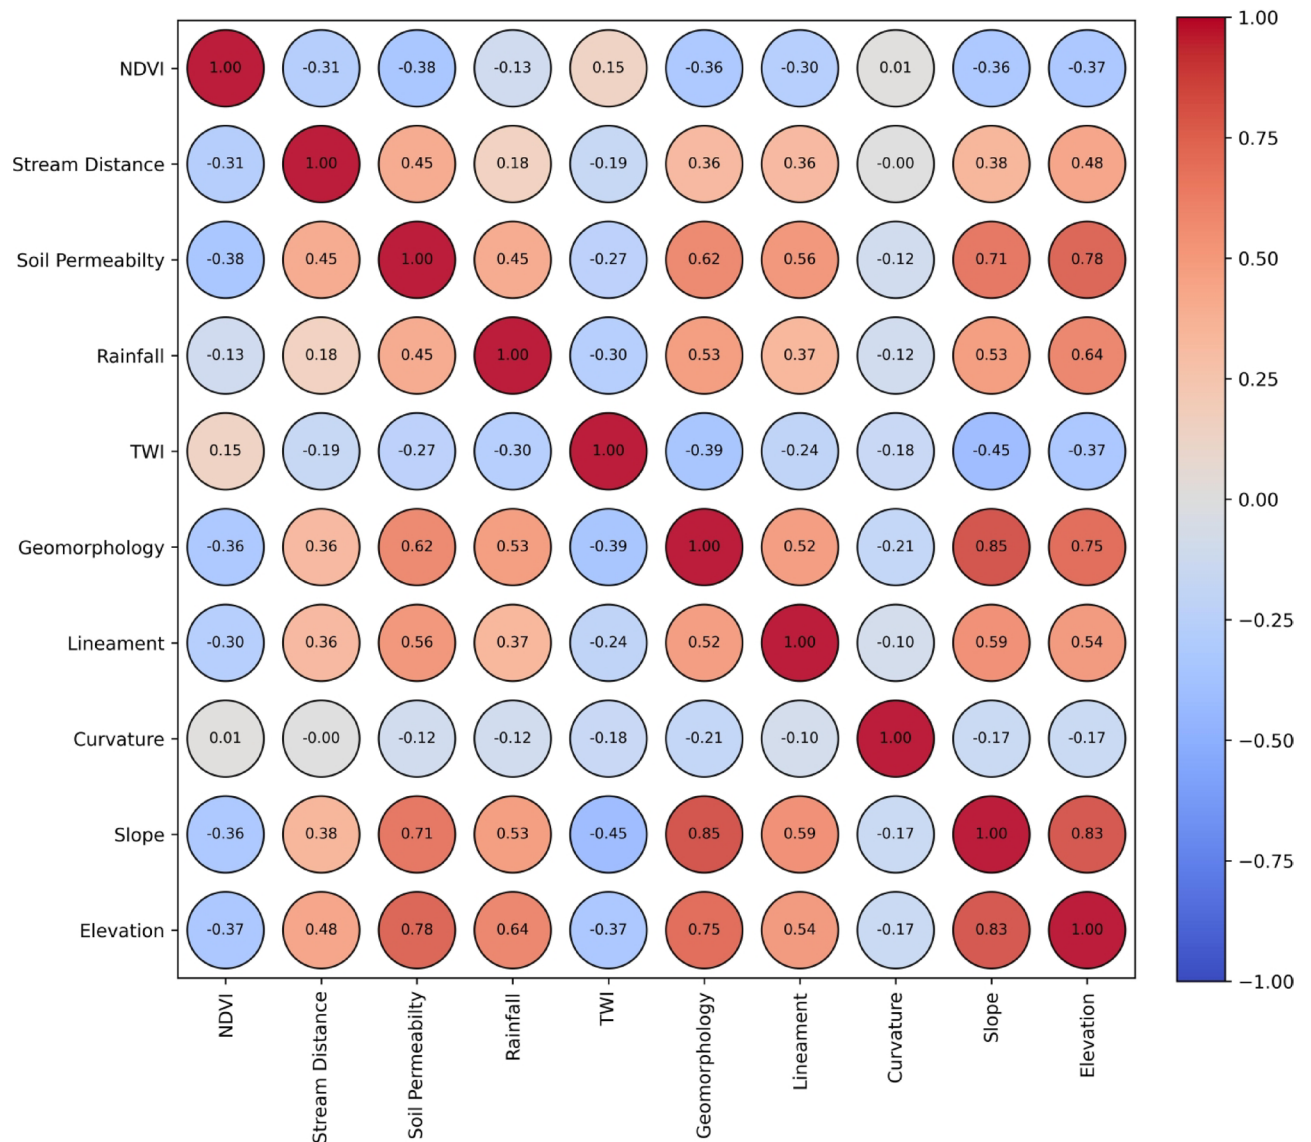 NDVI 1.00 -0.31 -0.38 -0.13 0.15 -0.36 -0.30 0.01 -0.36 -0.37
Stream Distance -0.31 1.00 0.45 0.18 -0.19 0.36 0.36 -0.00 0.38 0.48
Soil Permeabilty -0.38 0.45 1.00 0.45 -0.27 0.62 0.56 -0.12 0.71 0.78
Rainfall -0.13 0.18 0.45 1.00 -0.30 0.53 0.37 -0.12 0.53 0.64
TWI 0.15 -0.19 -0.27 -0.30 1.00 -0.39 -0.24 -0.18 -0.45 -0.37
Geomorphology -0.36 0.36 0.62 0.53 -0.39 1.00 0.52 -0.21 0.85 0.75
Lineament -0.30 0.36 0.56 0.37 -0.24 0.52 1.00 -0.10 0.59 0.54
Curvature 0.01 -0.00 -0.12 -0.12 -0.18 -0.21 -0.10 1.00 -0.17 -0.17
Slope -0.36 0.38 0.71 0.53 -0.45 0.85 0.59 -0.17 1.00 0.83
Elevation -0.37 0.48 0.78 0.64 -0.37 0.75 0.54 -0.17 0.83 1.00
NDVI
Stream Distance
Soil Permeabilty
Rainfall
TWI
Geomorphology
Lineament
Curvature
Slope
Elevation
1.00
0.75
0.50
0.25
0.00
−0.25
−0.50
−0.75
−1.00